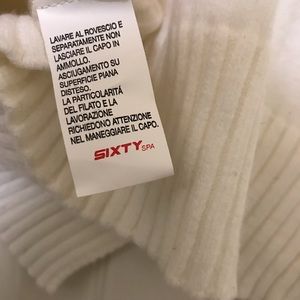 LAVARE AL ROVESCIO E
SEPARATAMENTE NON
LASCIARE IL CAPO IN
AMMOLLO.
ASCIUGAMENTO SU
SUPERFICIE PIANA
DISTESO.
LA PARTICOLARITÁ
DEL FILATO E LA
LAVORAZIONE
RICHIEDONO ATTENZIONE
NEL MANEGGIARE IL CAPO.
SIXTY SPA